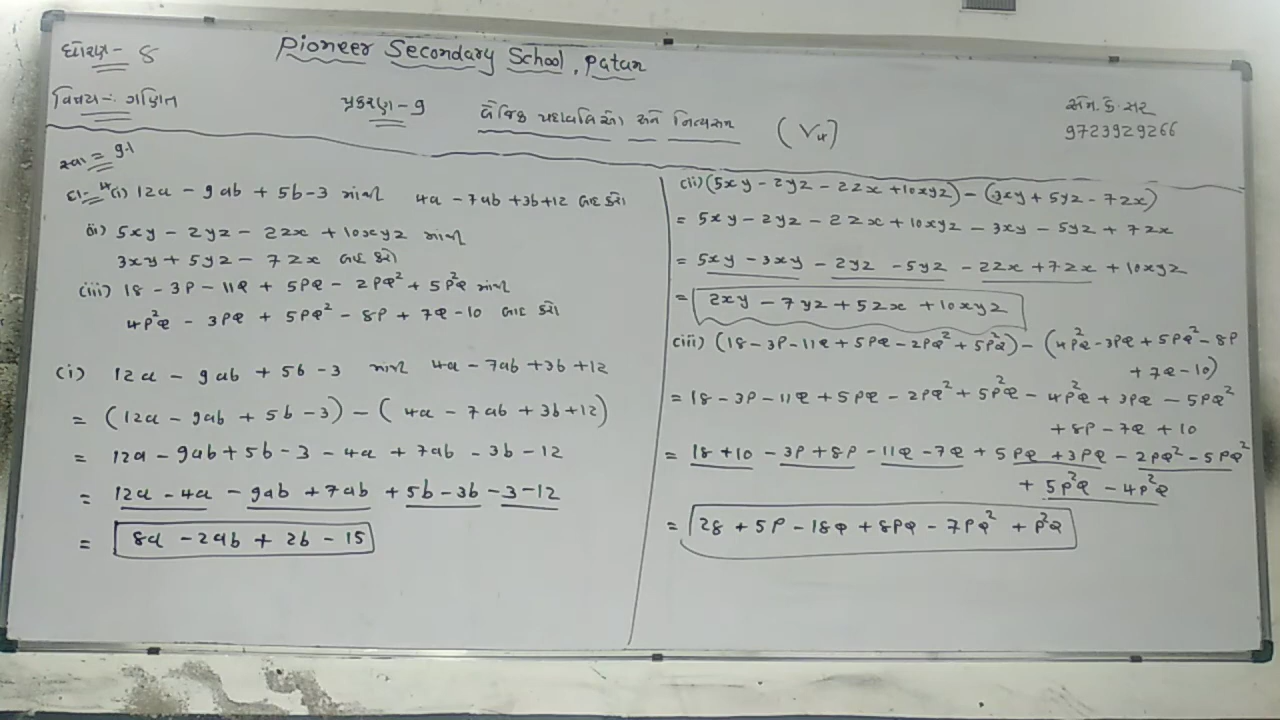 ધોરણ - 8
Pioneer Secondary School, Patan
વિષય :- ગણિત
પ્રકરણ - 9
બૈજિક પદાવલિઓ અને નિત્યસમ (V4)
એમ.કે. સર
9723929266
સ્વા = 9.1
દા-4 (i) 12a - 9ab + 5b - 3 માંથી 4a - 7ab + 3b + 12 બાદ કરો
(ii) 5xy - 2yz - 2zx + 10xyz માંથી
3xy + 5yz - 7zx બાદ કરો
(iii) 18 - 3P - 11Q + 5PQ - 2PQ² + 5P²Q માંથી
4P²Q - 3PQ + 5PQ² - 8P + 7Q - 10 બાદ કરો
(i) 12a - 9ab + 5b - 3 માંથી 4a - 7ab + 3b + 12
= (12a - 9ab + 5b - 3) - (4a - 7ab + 3b + 12)
= 12a - 9ab + 5b - 3 - 4a + 7ab - 3b - 12
= 12a - 4a - 9ab + 7ab + 5b - 3b - 3 - 12
= 8a - 2ab + 2b - 15
(ii) (5xy - 2yz - 2zx + 10xyz) - (3xy + 5yz - 7zx)
= 5xy - 2yz - 2zx + 10xyz - 3xy - 5yz + 7zx
= 5xy - 3xy - 2yz - 5yz - 2zx + 7zx + 10xyz
= 2xy - 7yz + 5zx + 10xyz
(iii) (18 - 3P - 11Q + 5PQ - 2PQ² + 5P²Q) - (4P²Q - 3PQ + 5PQ² - 8P
+ 7Q - 10)
= 18 - 3P - 11Q + 5PQ - 2PQ² + 5P²Q - 4P²Q + 3PQ - 5PQ²
+ 8P - 7Q + 10
= 18 + 10 - 3P + 8P - 11Q - 7Q + 5PQ + 3PQ - 2PQ² - 5PQ²
+ 5P²Q - 4P²Q
= 28 + 5P - 18Q + 8PQ - 7PQ² + P²Q